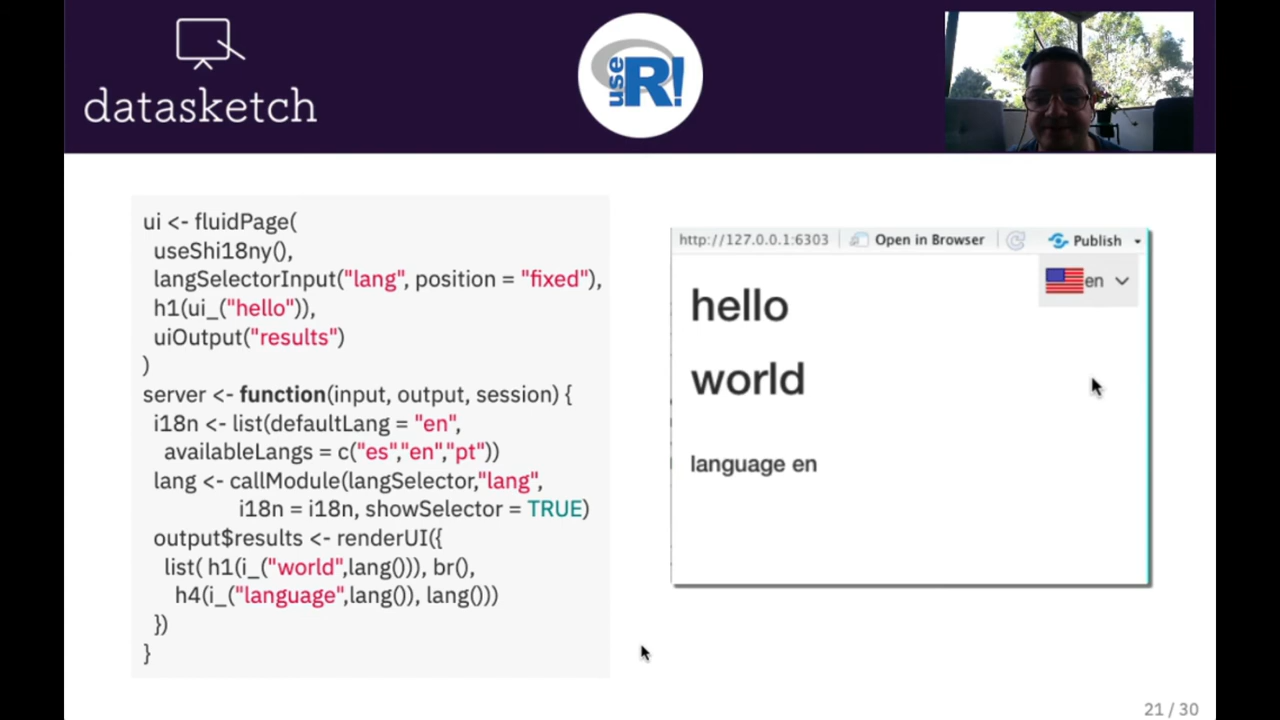 datasketch
useR!
ui <- fluidPage(
useShi18ny(),
langSelectorInput("lang", position = "fixed"),
h1(ui_("hello")),
uiOutput("results")
)
server <- function(input, output, session) {
i18n <- list(defaultLang = "en",
availableLangs = c("es","en","pt"))
lang <- callModule(langSelector,"lang",
i18n = i18n, showSelector = TRUE)
output$results <- renderUI({
list( h1(i_("world",lang())), br(),
h4(i_("language",lang()), lang()))
})
}
http://127.0.0.1:6303 Open in Browser Publish
en
hello
world
language en
21 / 30